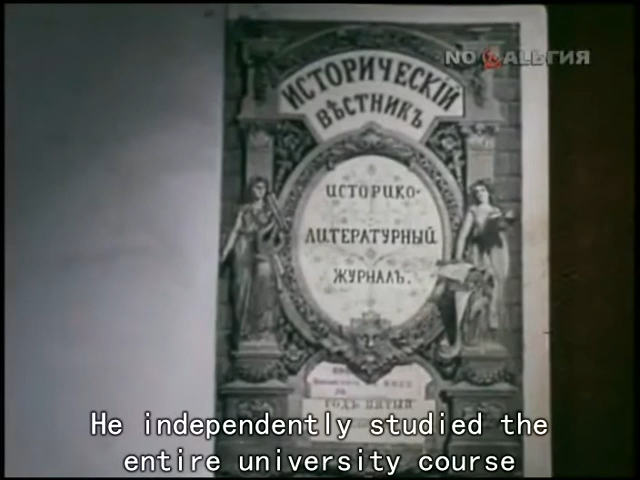 NOСТАЛЬГИЯ
ИСТОРИЧЕСКІЙ
ВѢСТНИКЪ
ИСТОРИКО-
ЛИТЕРАТУРНЫЙ
ЖУРНАЛЪ.
ГОДЪ ПЯТЫЙ
He independently studied the
entire university course